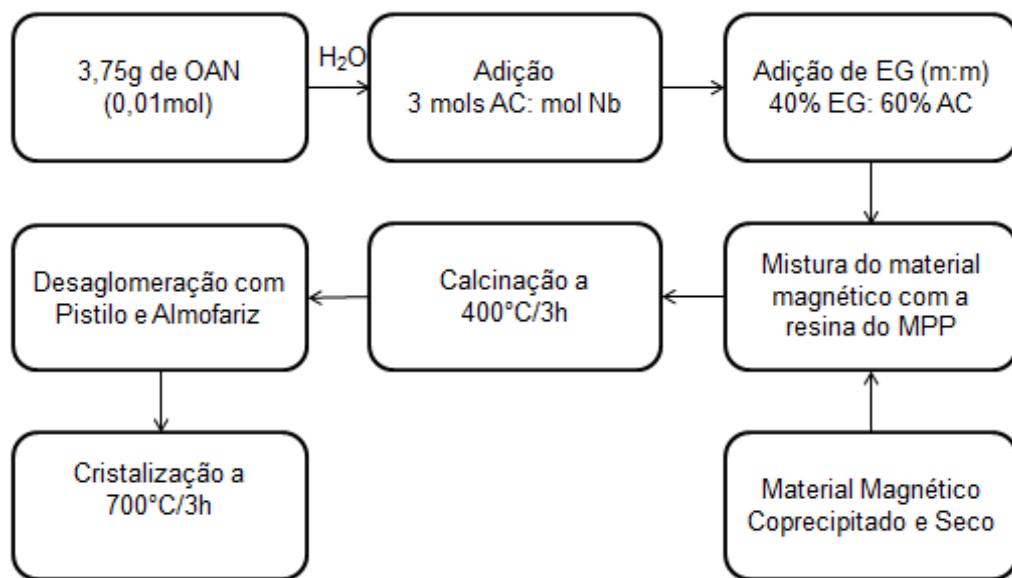 3,75g de OAN
(0,01mol)
H₂O
Adição
3 mols AC: mol Nb
Adição de EG (m:m)
40% EG: 60% AC
Desaglomeração com
Pistilo e Almofariz
Calcinação a
400°C/3h
Mistura do material
magnético com a
resina do MPP
Cristalização a
700°C/3h
Material Magnético
Coprecipitado e Seco